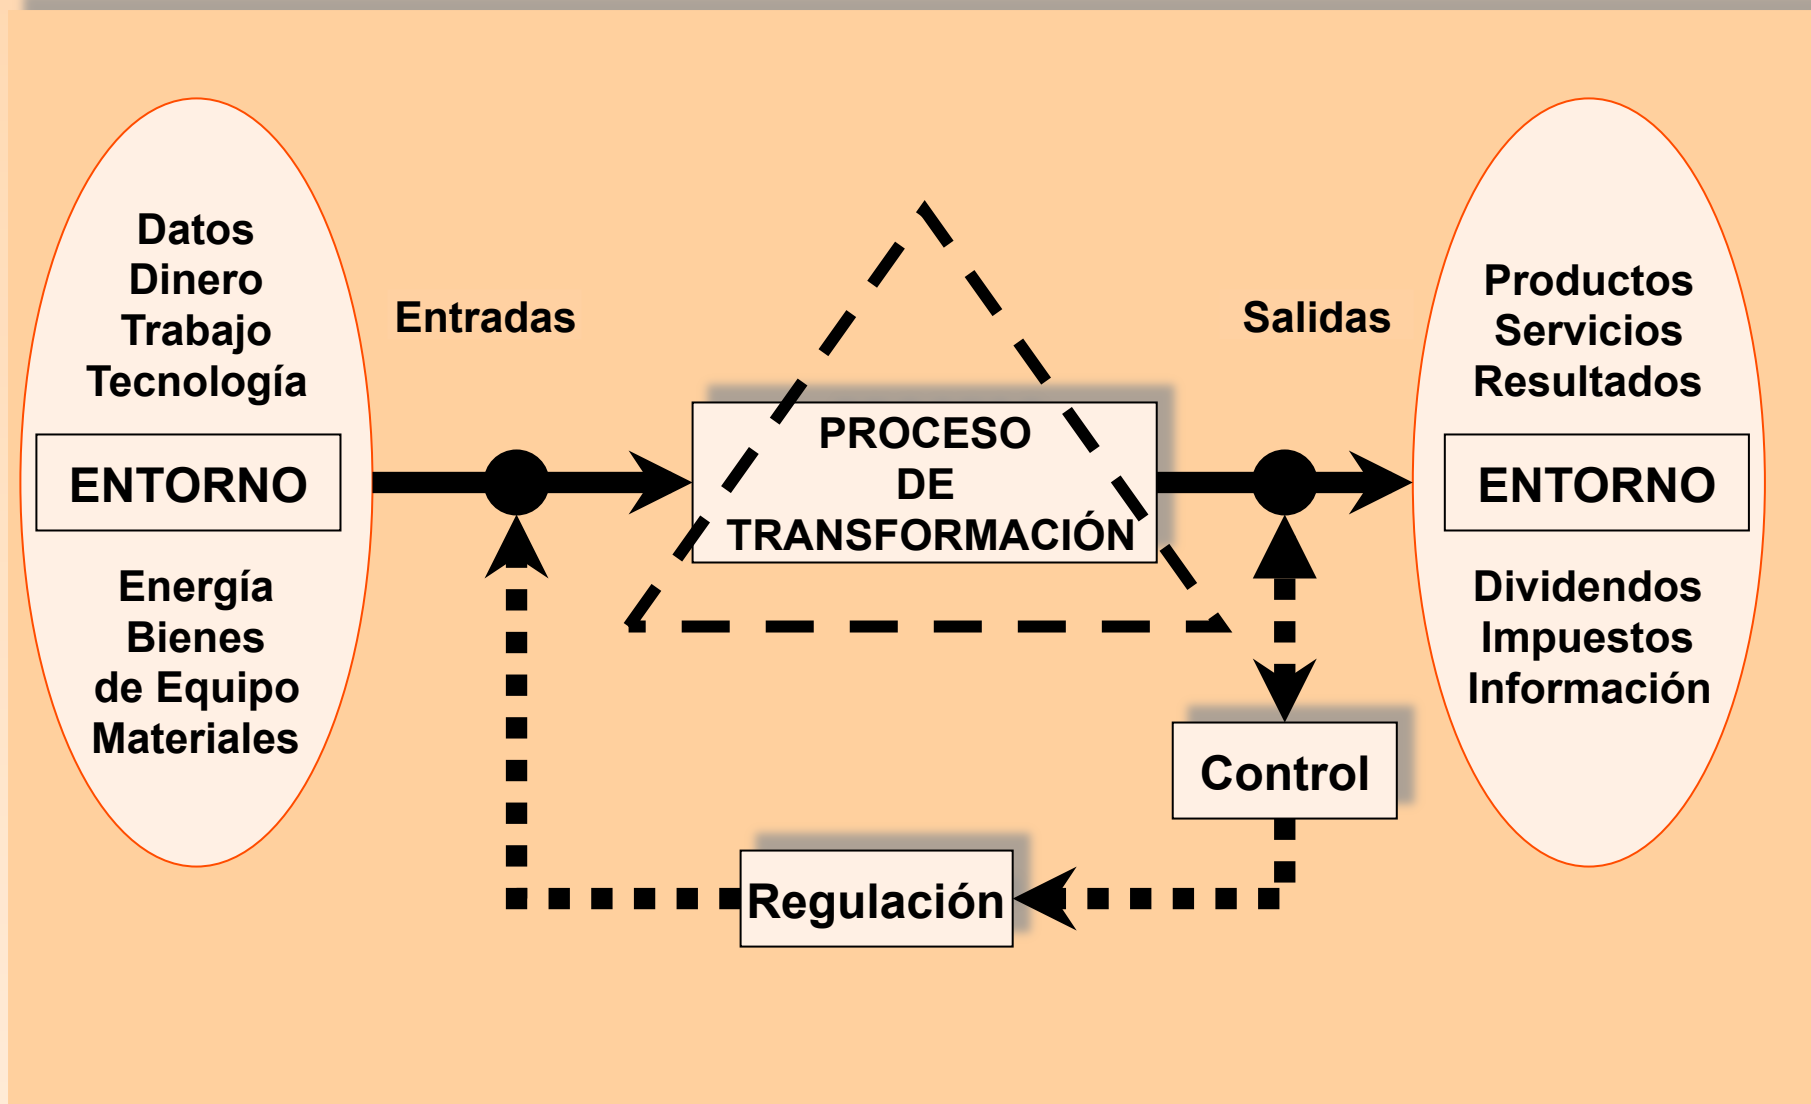 Datos
Dinero
Trabajo
Tecnología
ENTORNO
Energía
Bienes
de Equipo
Materiales
Entradas
PROCESO
DE
TRANSFORMACIÓN
Salidas
Control
Regulación
Productos
Servicios
Resultados
ENTORNO
Dividendos
Impuestos
Información